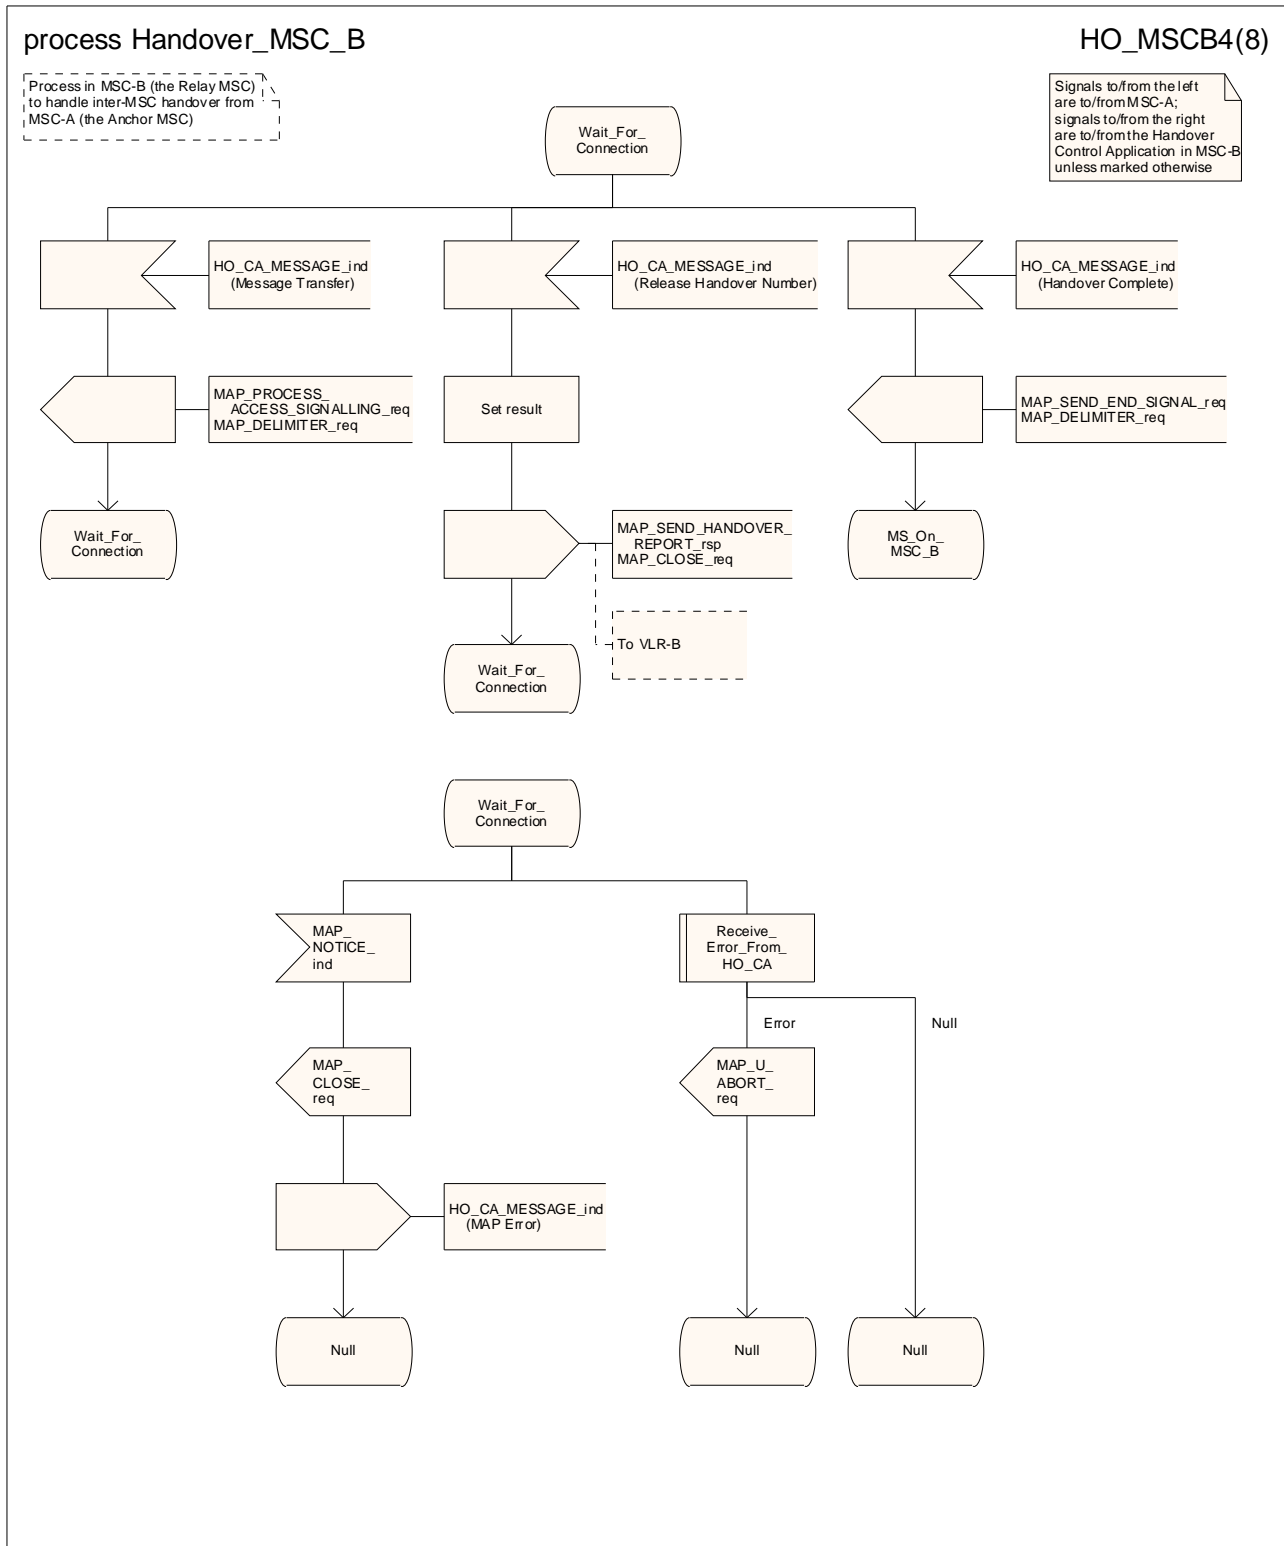 process Handover_MSC_B
HO_MSCB4(8)
Process in MSC-B (the Relay MSC)
to handle inter-MSC handover from
MSC-A (the Anchor MSC)
Signals to/from the left
are to/from MSC-A;
signals to/from the right
are to/from the Handover
Control Application in MSC-B
unless marked otherwise
Wait_For_
Connection
HO_CA_MESSAGE_ind
(Message Transfer)
HO_CA_MESSAGE_ind
(Release Handover Number)
HO_CA_MESSAGE_ind
(Handover Complete)
MAP_PROCESS_
ACCESS_SIGNALLING_req
MAP_DELIMITER_req
Set result
MAP_SEND_END_SIGNAL_req
MAP_DELIMITER_req
Wait_For_
Connection
MAP_SEND_HANDOVER_
REPORT_rsp
MAP_CLOSE_req
MS_On_
MSC_B
To VLR-B
Wait_For_
Connection
Wait_For_
Connection
MAP_
NOTICE_
ind
Receive_
Error_From_
HO_CA
Error
Null
MAP_
CLOSE_
req
MAP_U_
ABORT_
req
HO_CA_MESSAGE_ind
(MAP Error)
Null
Null
Null